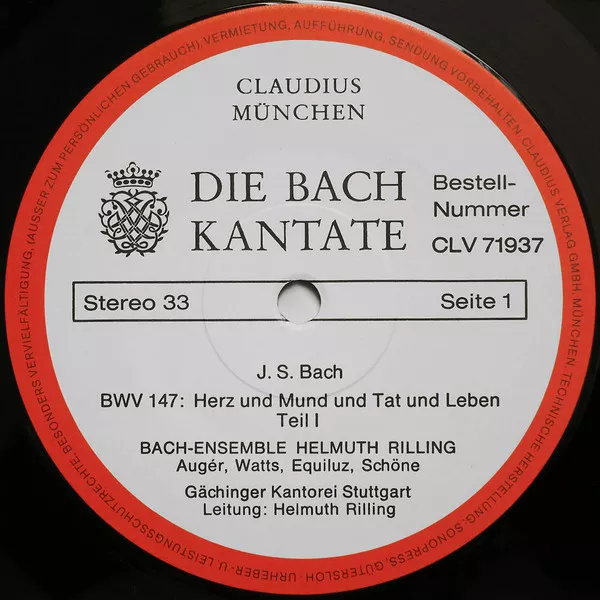 CLAUDIUS
MÜNCHEN
DIE BACH
KANTATE
Bestell-
Nummer
CLV 71937
Stereo 33
Seite 1
J. S. Bach
BWV 147: Herz und Mund und Tat und Leben
Teil I
BACH-ENSEMBLE HELMUTH RILLING
Augér, Watts, Equiluz, Schöne
Gächinger Kantorei Stuttgart
Leitung: Helmuth Rilling
URHEBER- U. LEISTUNGSSCHUTZRECHTE, BESONDERS VERVIELFÄLTIGUNG, (AUSSER ZUM PERSÖNLICHEN GEBRAUCH), VERMIETUNG, AUFFÜHRUNG, SENDUNG VORBEHALTEN. CLAUDIUS VERLAG GMBH, MÜNCHEN, TECHNISCHE HERSTELLUNG: SONOPRESS, GÜTERSLOH -